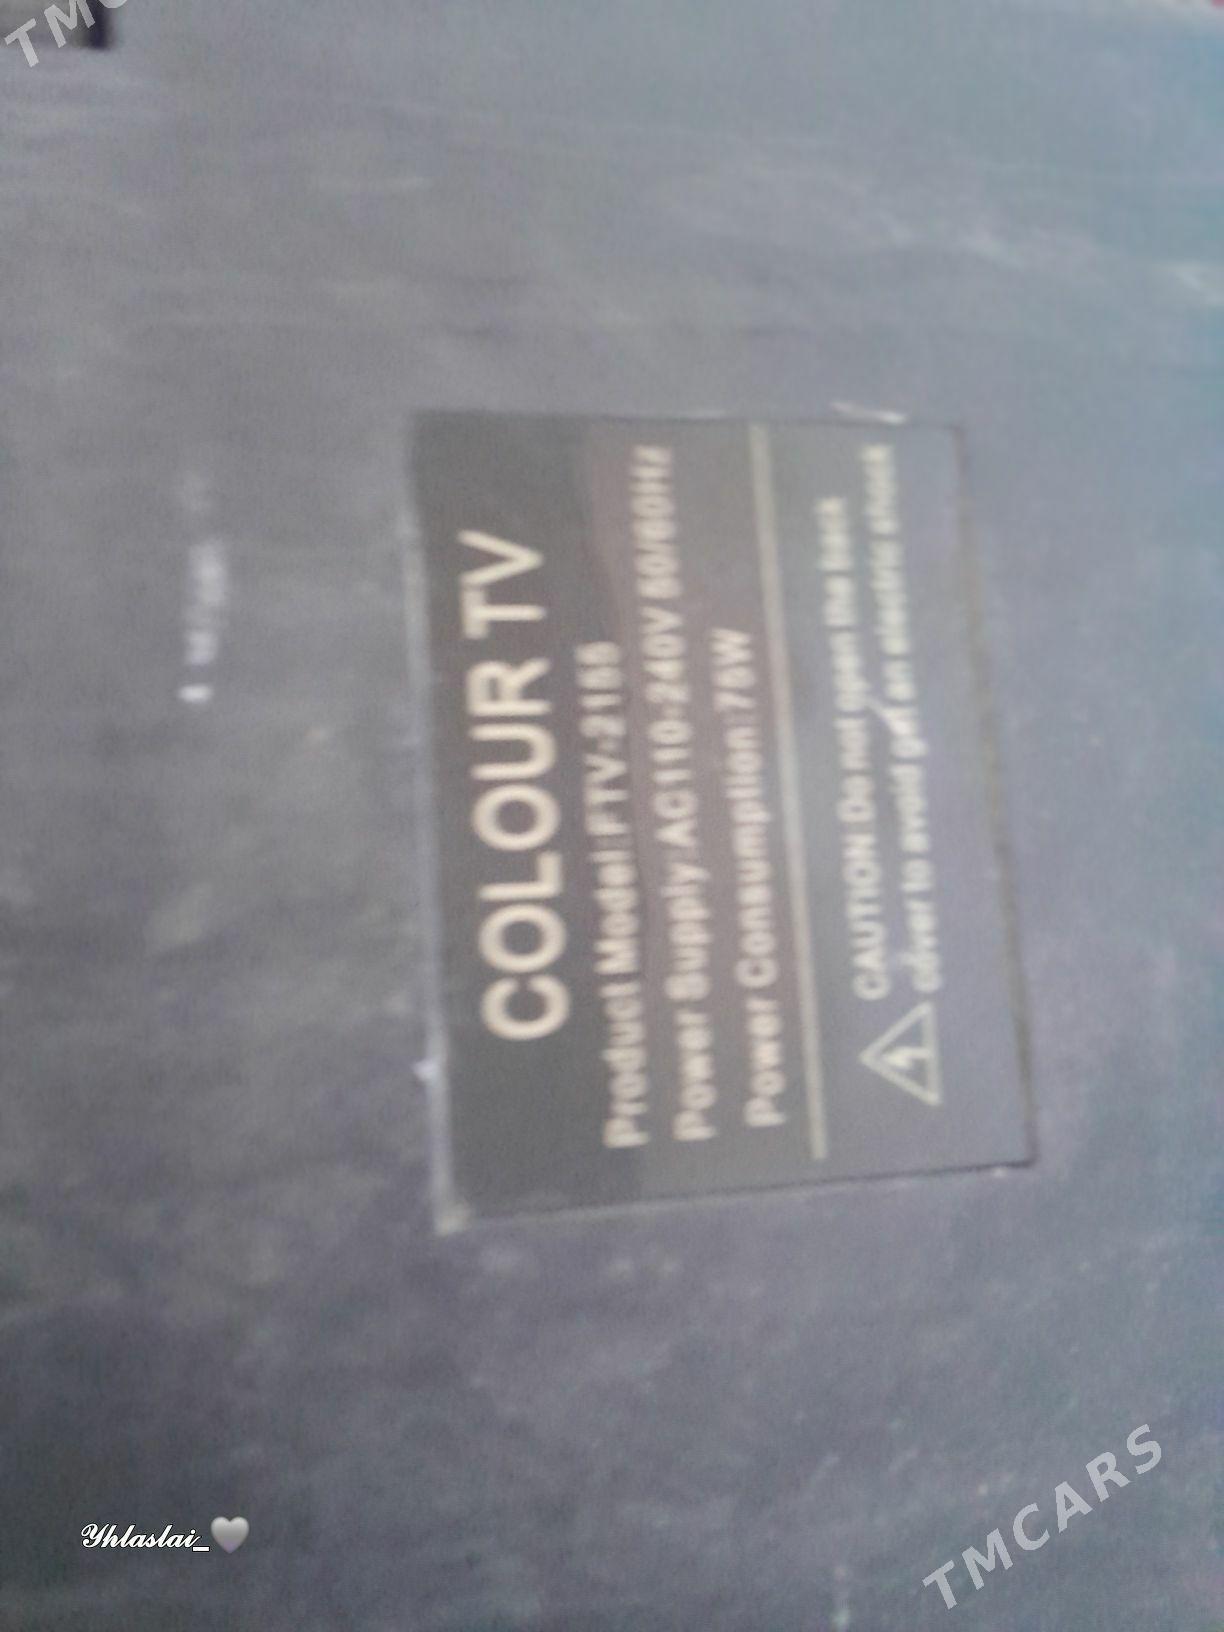 COLOUR TV
Product Model:FTV-2155
Power Supply:AC110-240V 50/60Hz
Power Consumption:75W
CAUTION:Do not open the back
cover to avoid get an electric shock
Yhlaslai_🤍
TMCARS
TMC